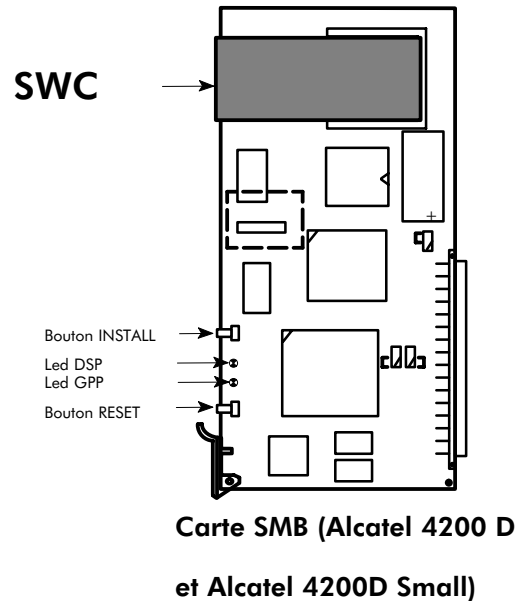 SWC
Bouton INSTALL
Led DSP
Led GPP
Bouton RESET
Carte SMB (Alcatel 4200 D
et Alcatel 4200D Small)